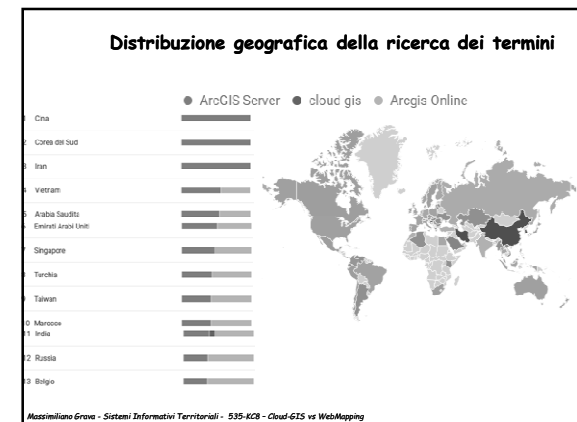 Distribuzione geografica della ricerca dei termini
ArcGIS Server cloud gis Arcgis Online
1 Cina
2 Corea del Sud
3 Iran
4 Vietnam
5 Arabia Saudita
6 Emirati Arabi Uniti
7 Singapore
8 Turchia
9 Taiwan
10 Marocco
11 India
12 Russia
13 Belgio
Massimiliano Grava - Sistemi Informativi Territoriali - 535-KC8 - Cloud-GIS vs WebMapping